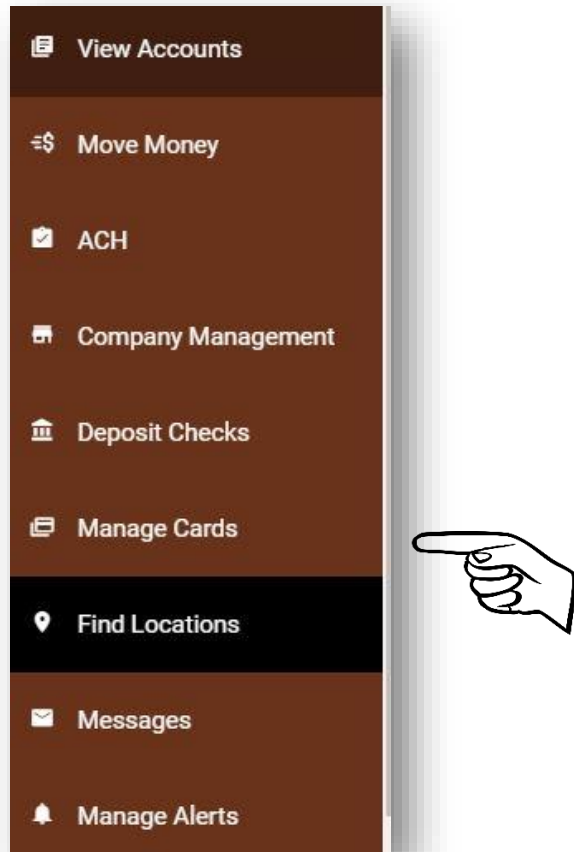 View Accounts
Move Money
ACH
Company Management
Deposit Checks
Manage Cards
Find Locations
Messages
Manage Alerts